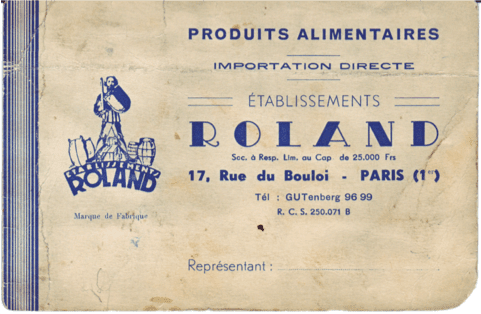 PRODUITS ALIMENTAIRES
IMPORTATION DIRECTE
ÉTABLISSEMENTS
ROLAND
Soc. à Resp. Lim. au Cap. de 25.000 Frs
17, Rue du Bouloi - PARIS (1er)
Tél : GUTenberg 96 99
R. C. S. 250.071 B
Représentant :
ETABLISSEMENTS
ROLAND
Marque de Fabrique